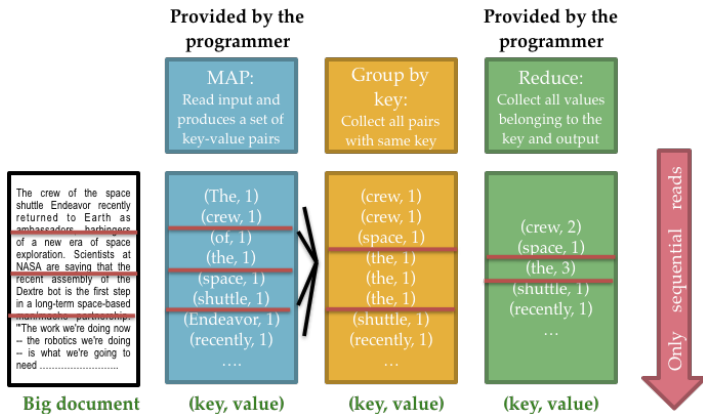 Provided by the
programmer
Provided by the
programmer
MAP:
Read input and
produces a set of
key-value pairs
Group by
key:
Collect all pairs
with same key
Reduce:
Collect all values
belonging to the
key and output
The crew of the space
shuttle Endeavor recently
returned to Earth as
ambassadors, harbingers
of a new era of space
exploration. Scientists at
NASA are saying that the
recent assembly of the
Dextre bot is the first step
in a long-term space-based
man/mache partnership.
'"The work we're doing now
-- the robotics we're doing
-- is what we're going to
need ............................
Big document
(The, 1)
(crew, 1)
(of, 1)
(the, 1)
(space, 1)
(shuttle, 1)
(Endeavor, 1)
(recently, 1)
....
(key, value)
(crew, 1)
(crew, 1)
(space, 1)
(the, 1)
(the, 1)
(the, 1)
(shuttle, 1)
(recently, 1)
...
(key, value)
(crew, 2)
(space, 1)
(the, 3)
(shuttle, 1)
(recently, 1)
...
(key, value)
Only sequential reads